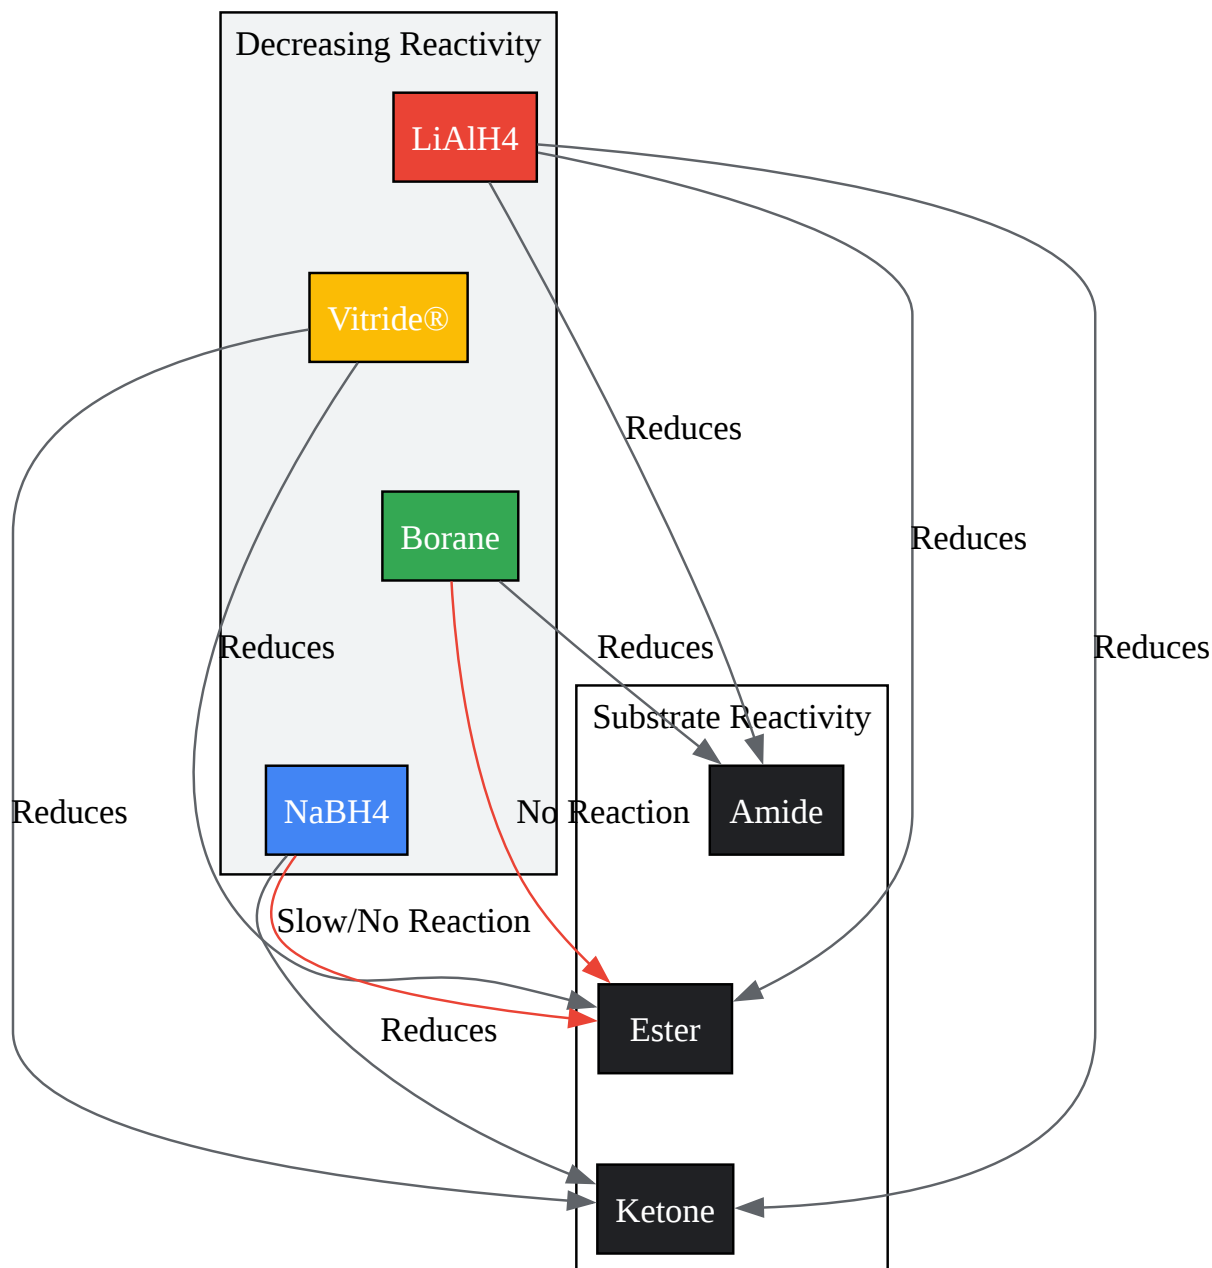 Decreasing Reactivity
LiAlH4
Vitride®
Reduces
Borane
Reduces
Reduces
Reduces
Reduces
Substrate Reactivity
Reduces
NaBH4
No Reaction
Amide
Slow/No Reaction
Reduces
Ester
Ketone